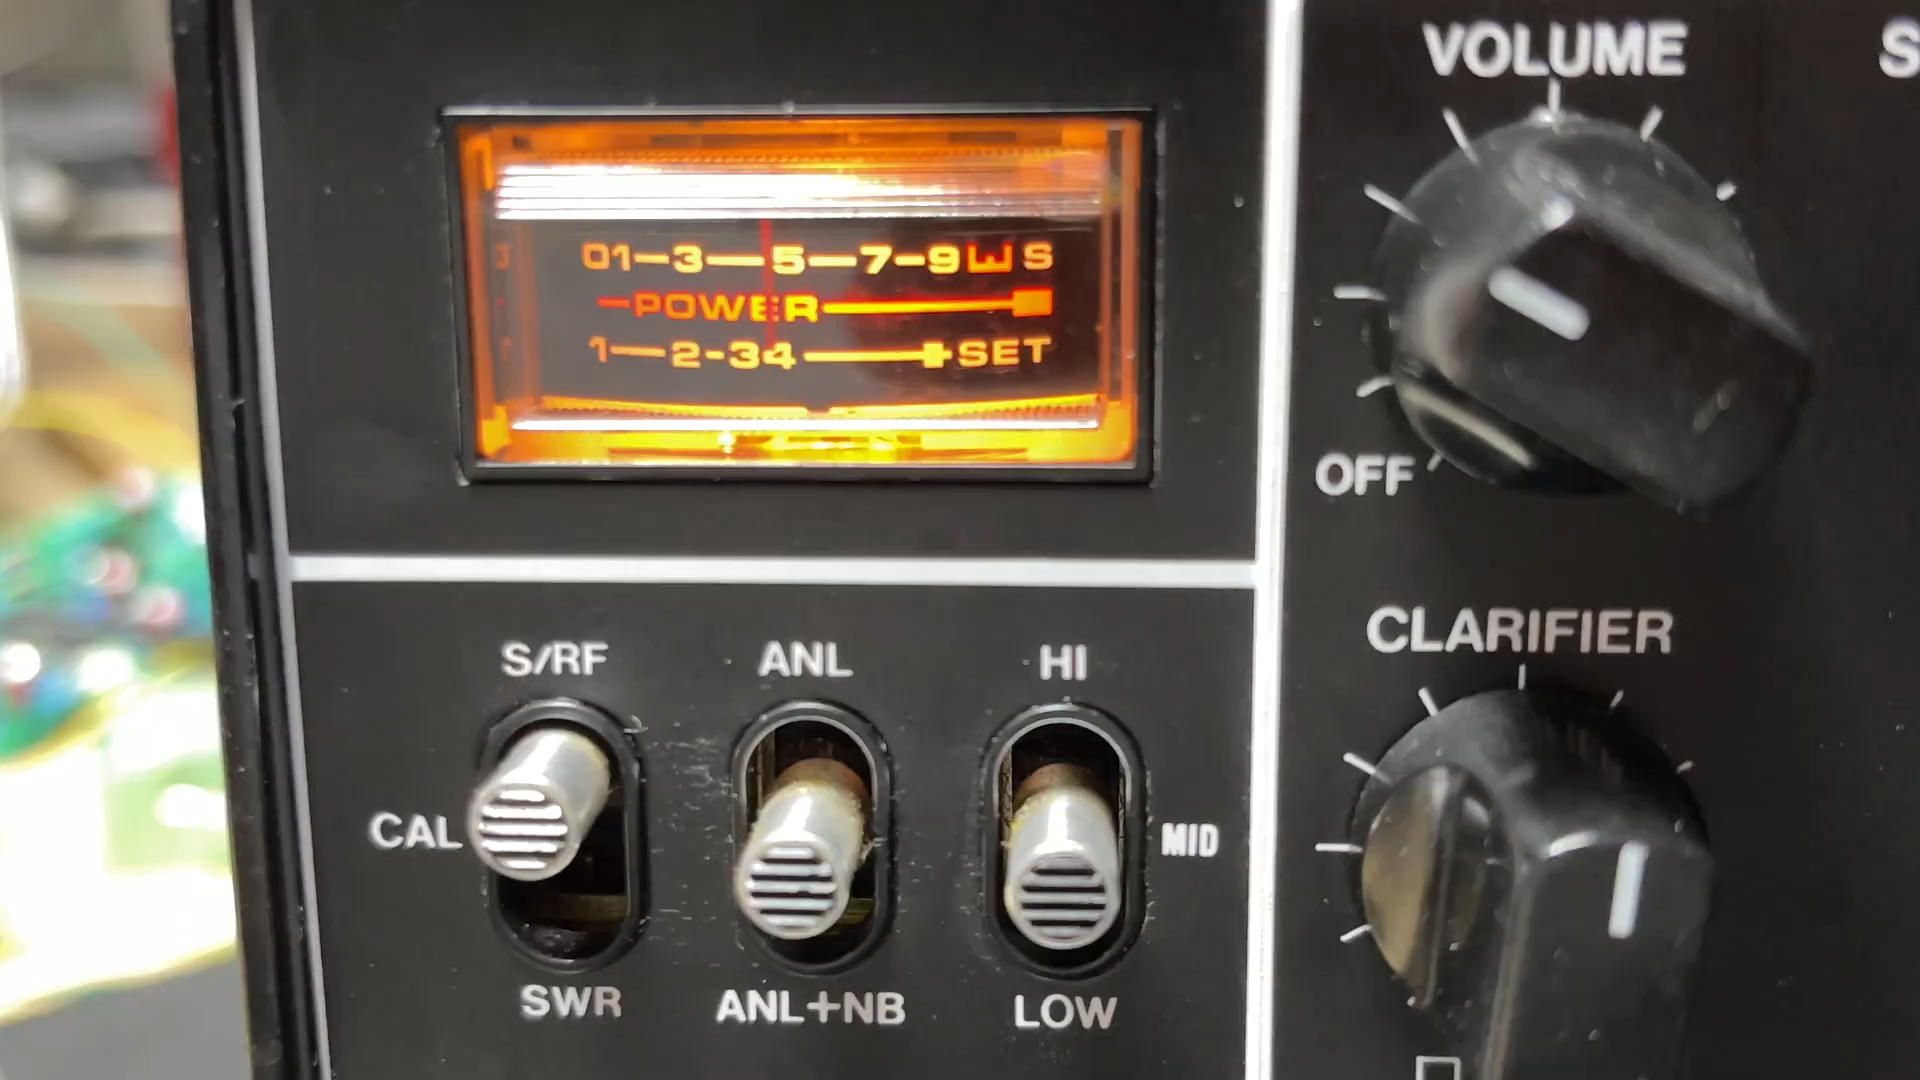 VOLUME
01—3—5—7—9 S
POWER
1—2-34 SET
OFF
CLARIFIER
S/RF ANL HI
CAL MID
SWR ANL+NB LOW